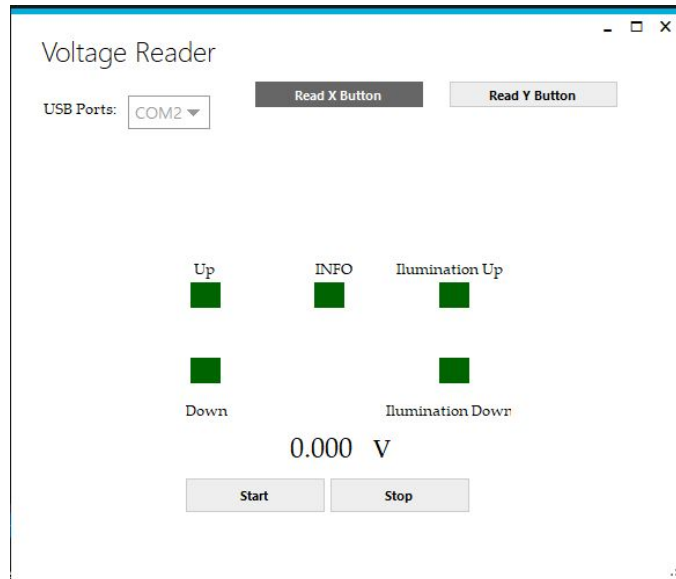 Voltage Reader
Read X Button
Read Y Button
USB Ports:
COM2
Up
INFO
Ilumination Up
Down
Ilumination Down
0.000 V
Start
Stop